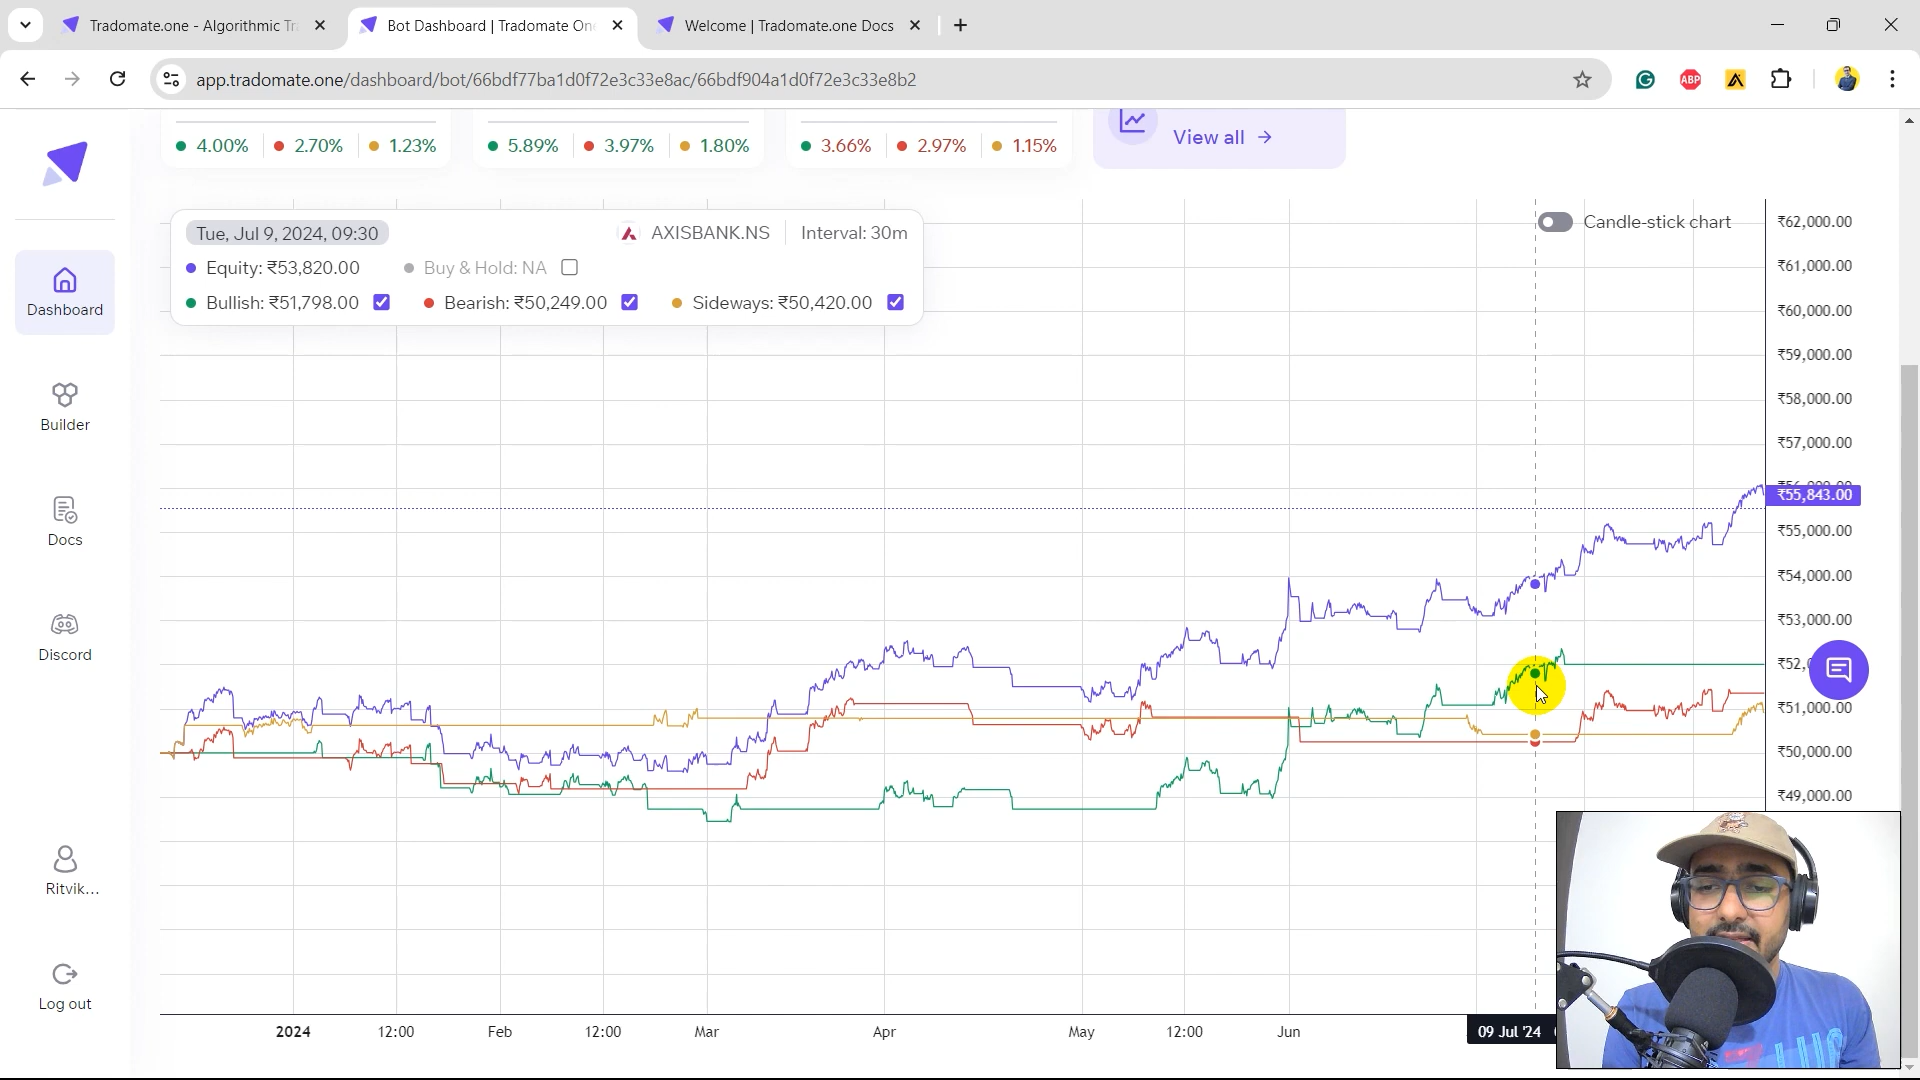 Tradomate.one - Algorithmic Tr
Bot Dashboard | Tradomate On
Welcome | Tradomate.one Docs
app.tradomate.one/dashboard/bot/66bdf77ba1d0f72e3c33e8ac/66bdf904a1d0f72e3c33e8b2
ABP
4.00% 2.70% 1.23%
5.89% 3.97% 1.80%
3.66% 2.97% 1.15%
View all →
Tue, Jul 9, 2024, 09:30
AXISBANK.NS
Interval: 30m
Equity: ₹53,820.00
Buy & Hold: NA
Bullish: ₹51,798.00
Bearish: ₹50,249.00
Sideways: ₹50,420.00
Candle-stick chart
Dashboard
Builder
Docs
Discord
Ritvik...
Log out
₹62,000.00
₹61,000.00
₹60,000.00
₹59,000.00
₹58,000.00
₹57,000.00
₹55,843.00
₹55,000.00
₹54,000.00
₹53,000.00
₹52,
₹51,000.00
₹50,000.00
₹49,000.00
2024 12:00 Feb 12:00 Mar Apr May 12:00 Jun 09 Jul '24